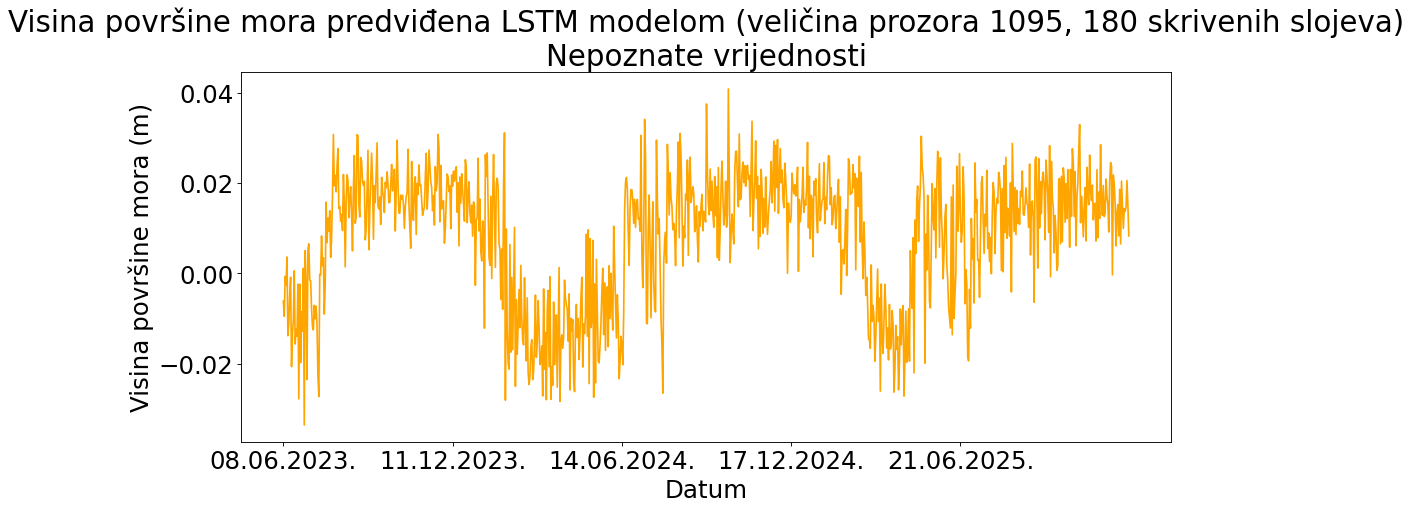 Visina površine mora predviđena LSTM modelom (veličina prozora 1095, 180 skrivenih slojeva)
Nepoznate vrijednosti
Visina površine mora (m)
0.04
0.02
0.00
−0.02
08.06.2023.
11.12.2023.
14.06.2024.
17.12.2024.
21.06.2025.
Datum